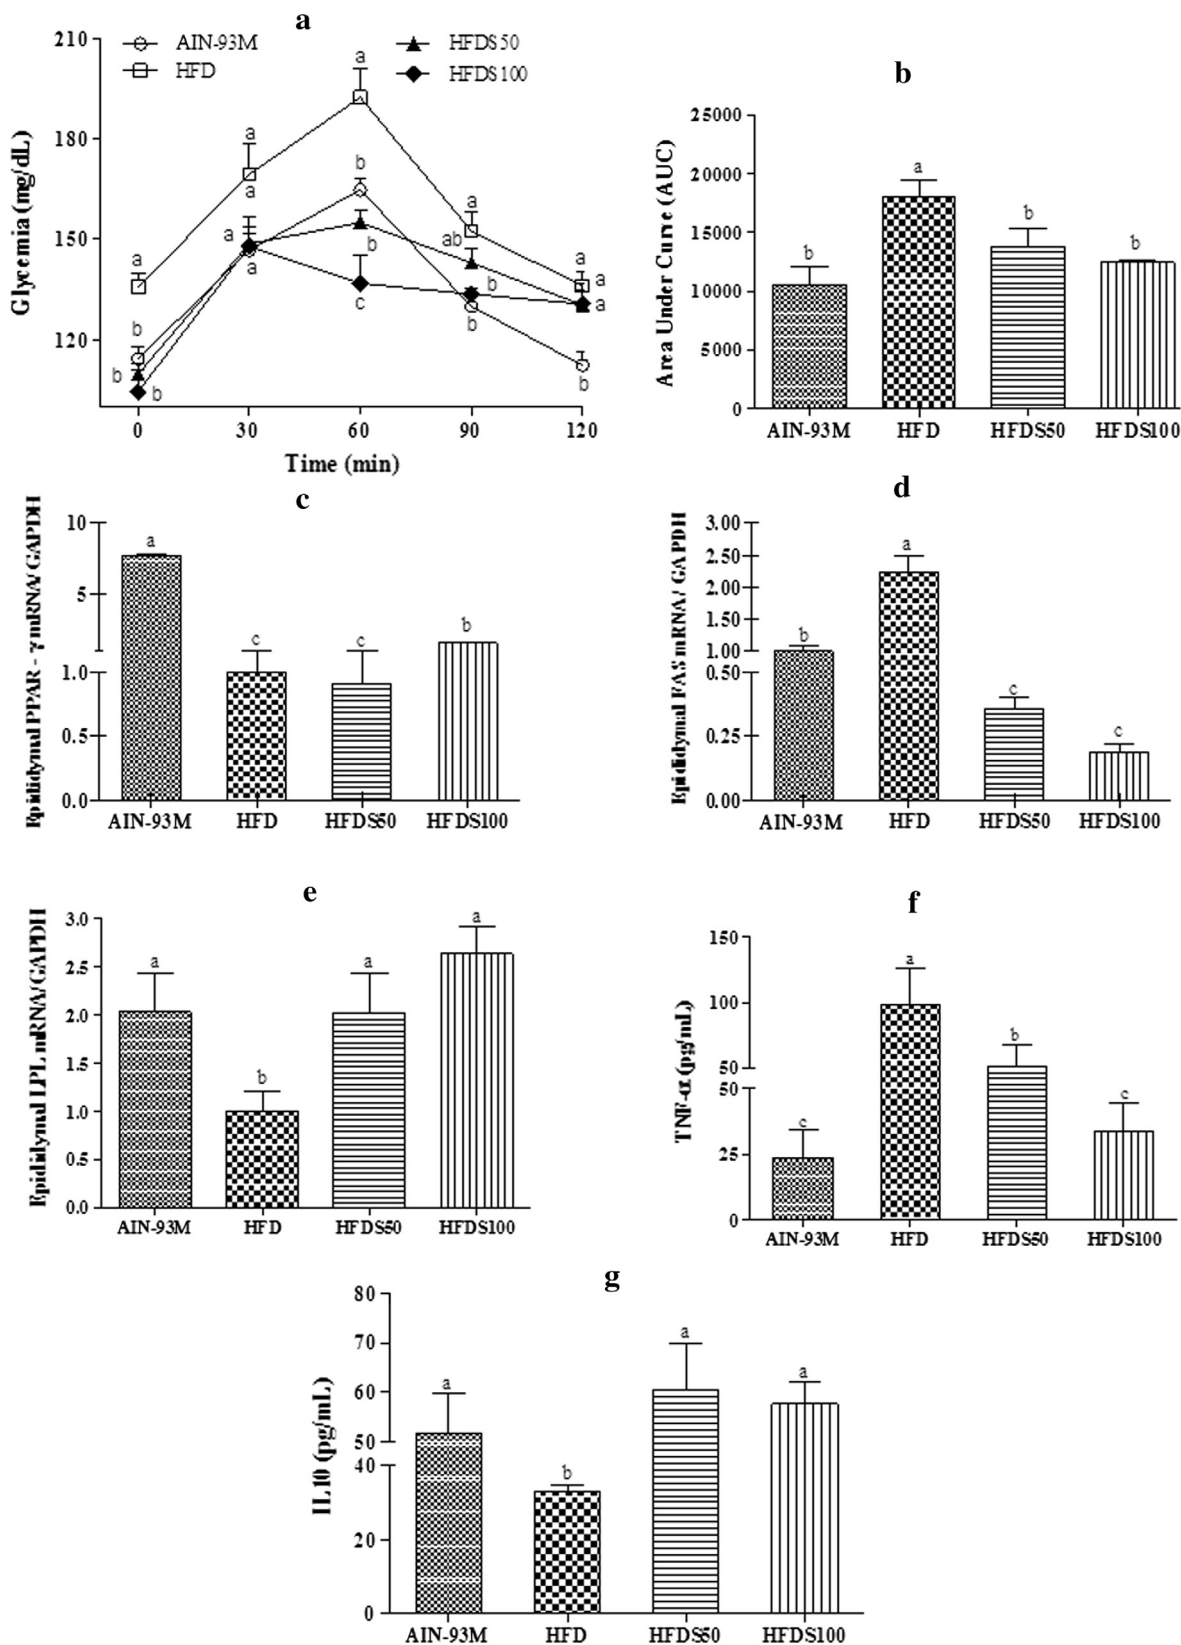 a
Glycemia (mg/dL)
210
180
150
120
AIN-93M
HFD
HFDS50
HFDS100
a
b
b
b
a
a
a
a
a
b
b
c
a
ab
b
b
a
a
a
b
0 30 60 90 120
Time (min)
b
Area Under Curve (AUC)
25000
20000
15000
10000
5000
0
b
a
b
b
AIN-93M HFD HFDS50 HFDS100
c
Epididymal PPAR - γ mRNA/ GAPDH
10
5
1.0
0.5
0.0
a
c
c
b
AIN-93M HFD HFDS50 HFDS100
d
Epididymal FAS mRNA / GAPDH
3.00
2.50
2.00
1.50
1.00
0.50
0.25
0.00
b
a
c
c
AIN-93M HFD HFDS50 HFDS100
e
Epididymal LPL mRNA/GAPDH
3.0
2.5
2.0
1.5
1.0
0.5
0.0
a
b
a
a
AIN-93M HFD HFDS50 HFDS100
f
TNF-α (pg/mL)
150
100
50
50
25
0
c
a
b
c
AIN-93M HFD HFDS50 HFDS100
g
IL10 (pg/mL)
80
70
60
50
40
20
0
a
b
a
a
AIN-93M HFD HFDS50 HFDS100